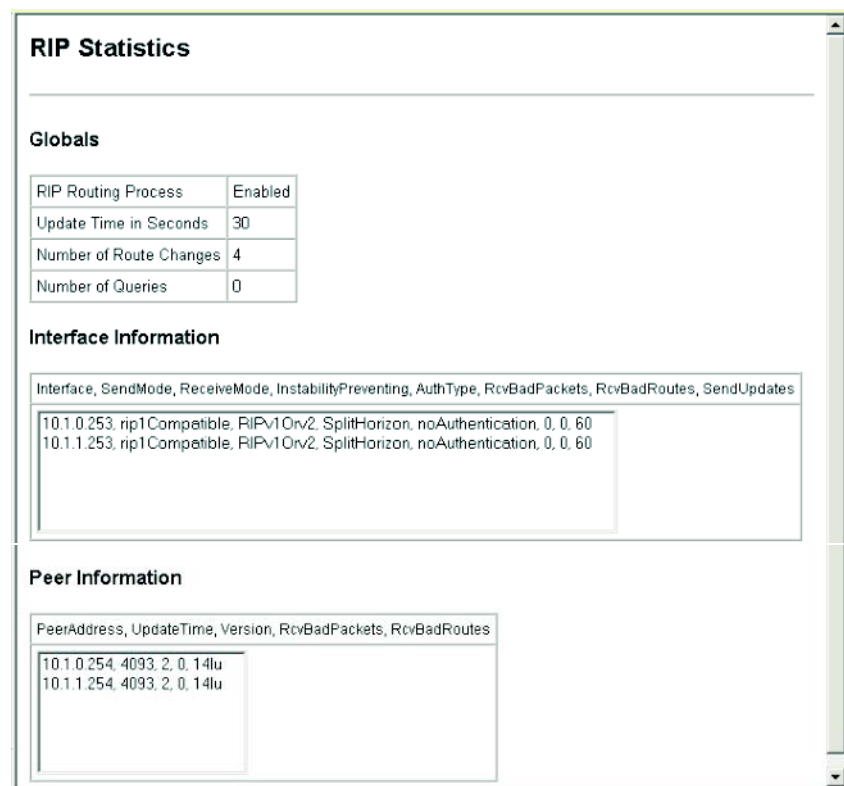 RIP Statistics
Globals
RIP Routing Process Enabled
Update Time in Seconds 30
Number of Route Changes 4
Number of Queries 0
Interface Information
Interface, SendMode, ReceiveMode, InstabilityPreventing, AuthType, RcvBadPackets, RcvBadRoutes, SendUpdates
10.1.0.253, rip1Compatible, RIPv1Orv2, SplitHorizon, noAuthentication, 0, 0, 60
10.1.1.253, rip1Compatible, RIPv1Orv2, SplitHorizon, noAuthentication, 0, 0, 60
Peer Information
PeerAddress, UpdateTime, Version, RcvBadPackets, RcvBadRoutes
10.1.0.254, 4093, 2, 0, 14lu
10.1.1.254, 4093, 2, 0, 14lu